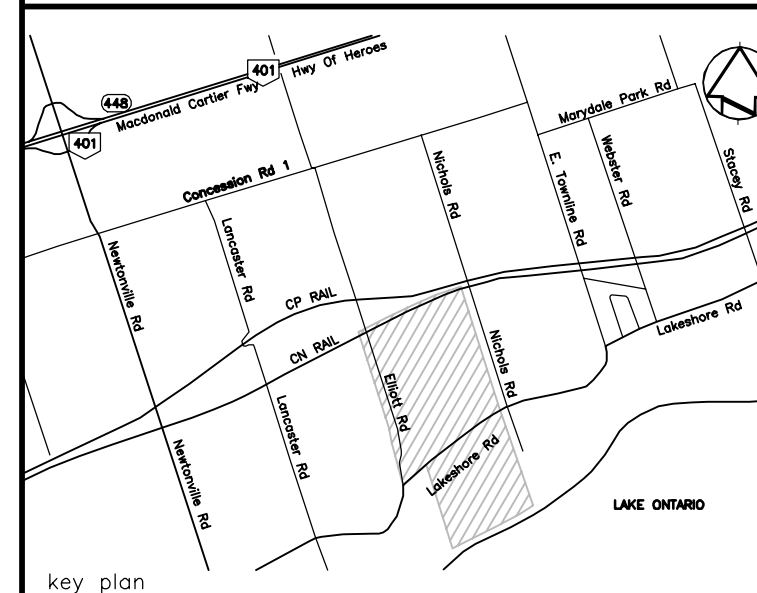 401
Hwy Of Heroes
448
Macdonald Cartier Fwy
401
Marydale Park Rd
Concession Rd 1
Nichols Rd
E. Townline Rd
Webster Rd
Stacey Rd
Newtonville Rd
Lancaster Rd
CP RAIL
CN RAIL
Lakeshore Rd
Nichols Rd
Elliott Rd
Lancaster Rd
Newtonville Rd
Lakeshore Rd
LAKE ONTARIO
key plan